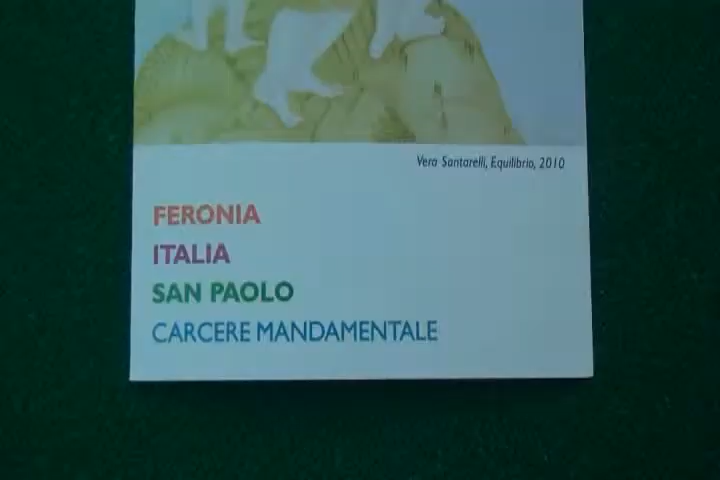 Vera Santarelli, Equilibrio, 2010
FERONIA
ITALIA
SAN PAOLO
CARCERE MANDAMENTALE